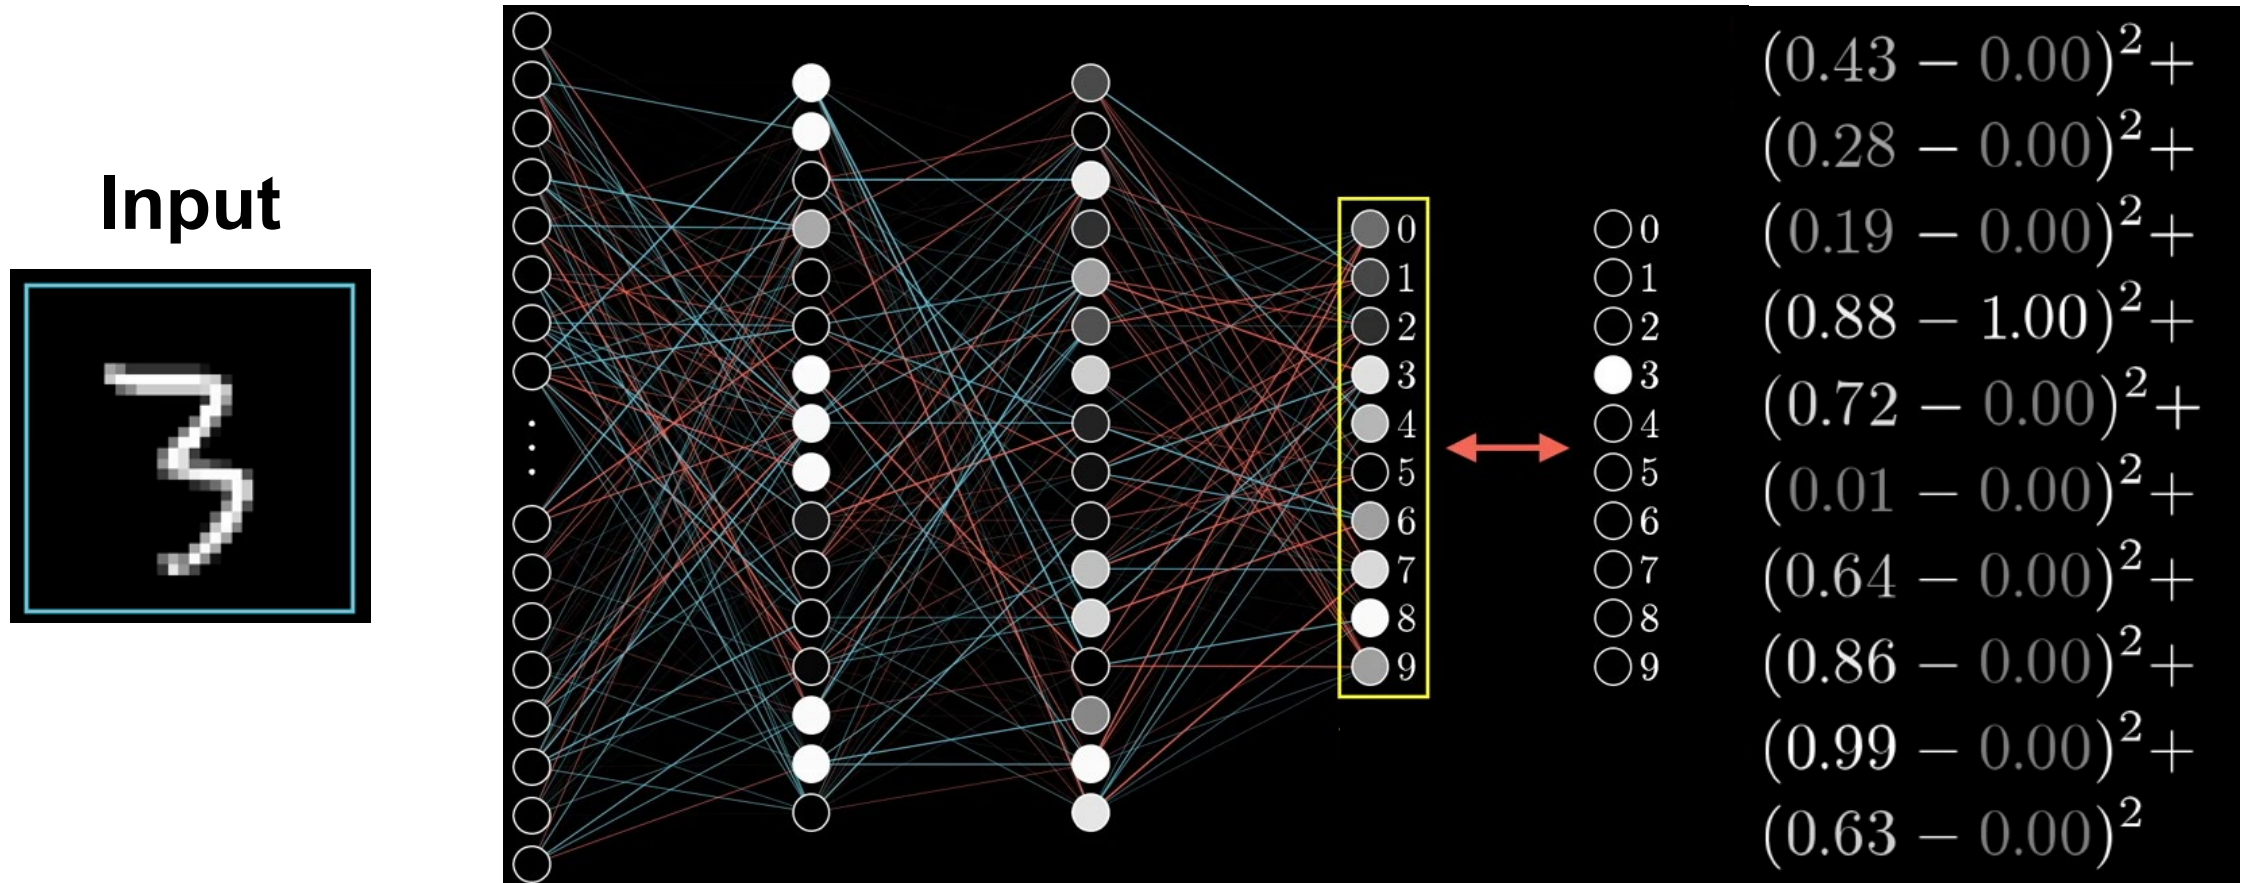 Input
0
1
2
3
4
5
6
7
8
9
0
1
2
3
4
5
6
7
8
9
(0.43 − 0.00)² +
(0.28 − 0.00)² +
(0.19 − 0.00)² +
(0.88 − 1.00)² +
(0.72 − 0.00)² +
(0.01 − 0.00)² +
(0.64 − 0.00)² +
(0.86 − 0.00)² +
(0.99 − 0.00)² +
(0.63 − 0.00)²